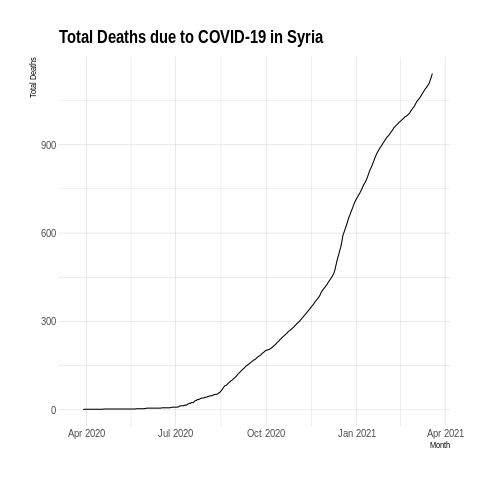 Total Deaths due to COVID-19 in Syria
Total Deaths
900
600
300
0
Apr 2020 Jul 2020 Oct 2020 Jan 2021 Apr 2021
Month